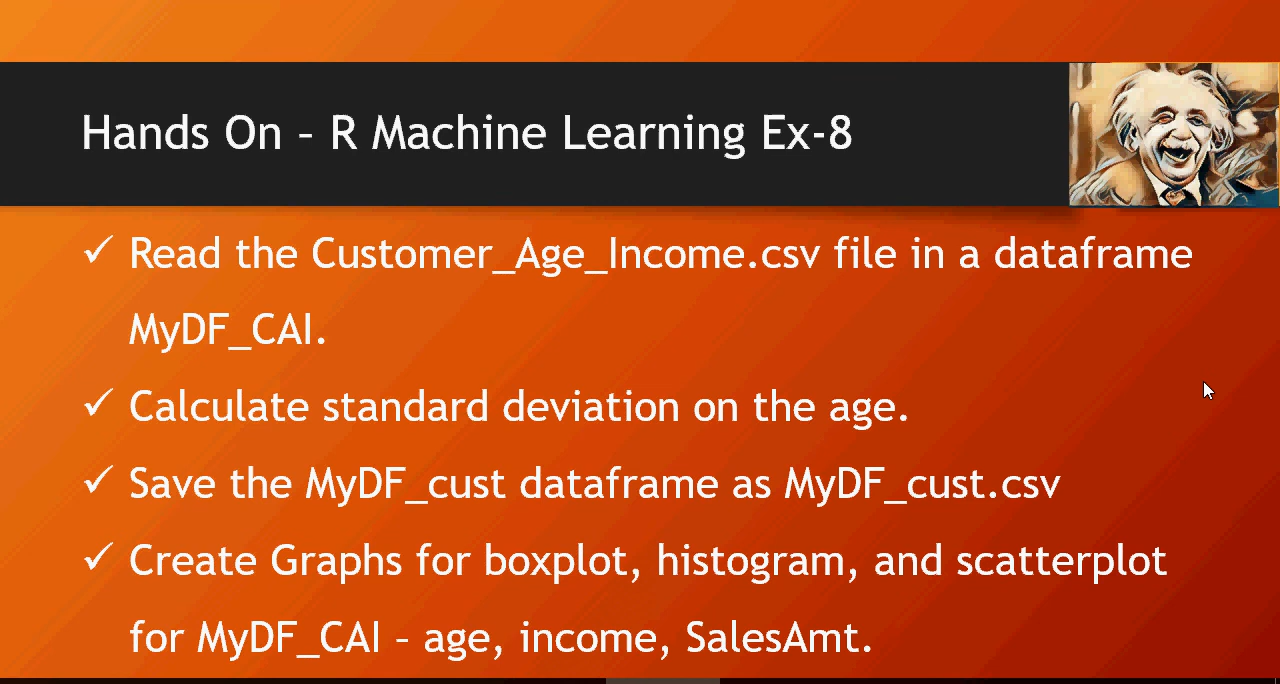 Hands On – R Machine Learning Ex-8
✓ Read the Customer_Age_Income.csv file in a dataframe
MyDF_CAI.
✓ Calculate standard deviation on the age.
✓ Save the MyDF_cust dataframe as MyDF_cust.csv
✓ Create Graphs for boxplot, histogram, and scatterplot
for MyDF_CAI – age, income, SalesAmt.